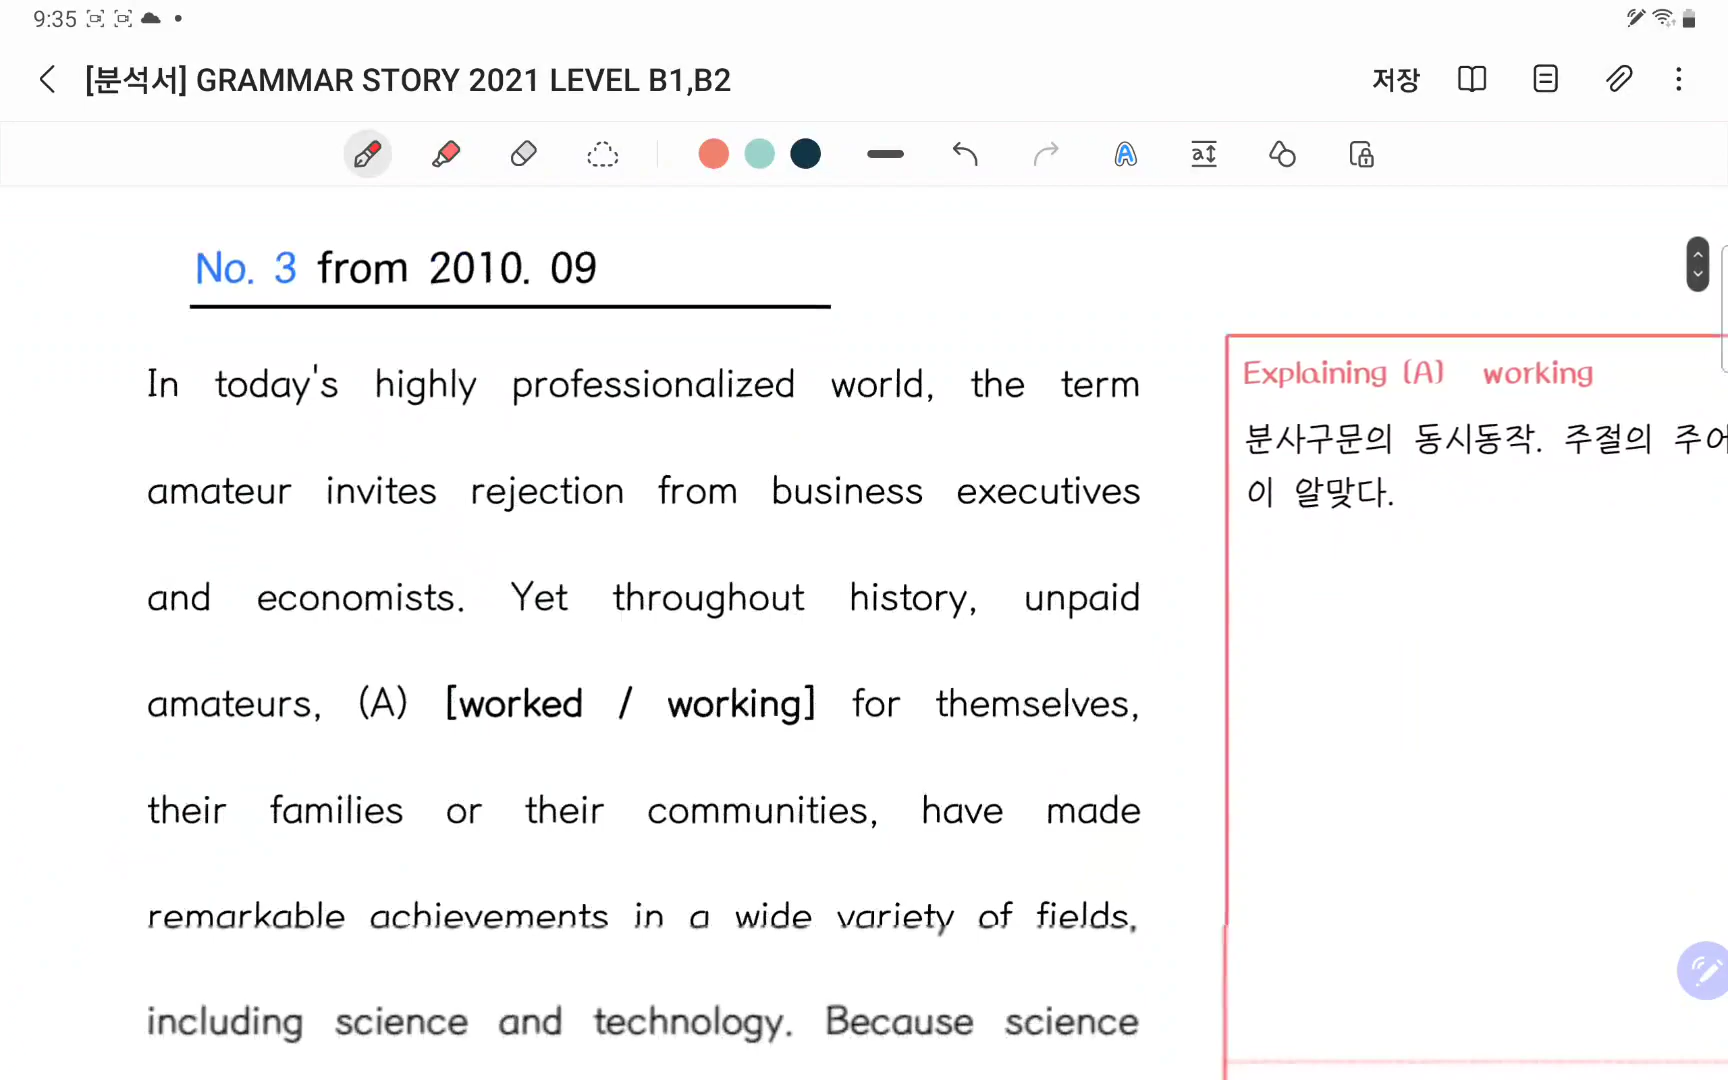 9:35
[분석서] GRAMMAR STORY 2021 LEVEL B1,B2
저장
No. 3 from 2010. 09
In today's highly professionalized world, the term
amateur invites rejection from business executives
and economists. Yet throughout history, unpaid
amateurs, (A) [worked / working] for themselves,
their families or their communities, have made
remarkable achievements in a wide variety of fields,
including science and technology. Because science
Explaining (A) working
분사구문의 동시동작. 주절의 주어
이 알맞다.